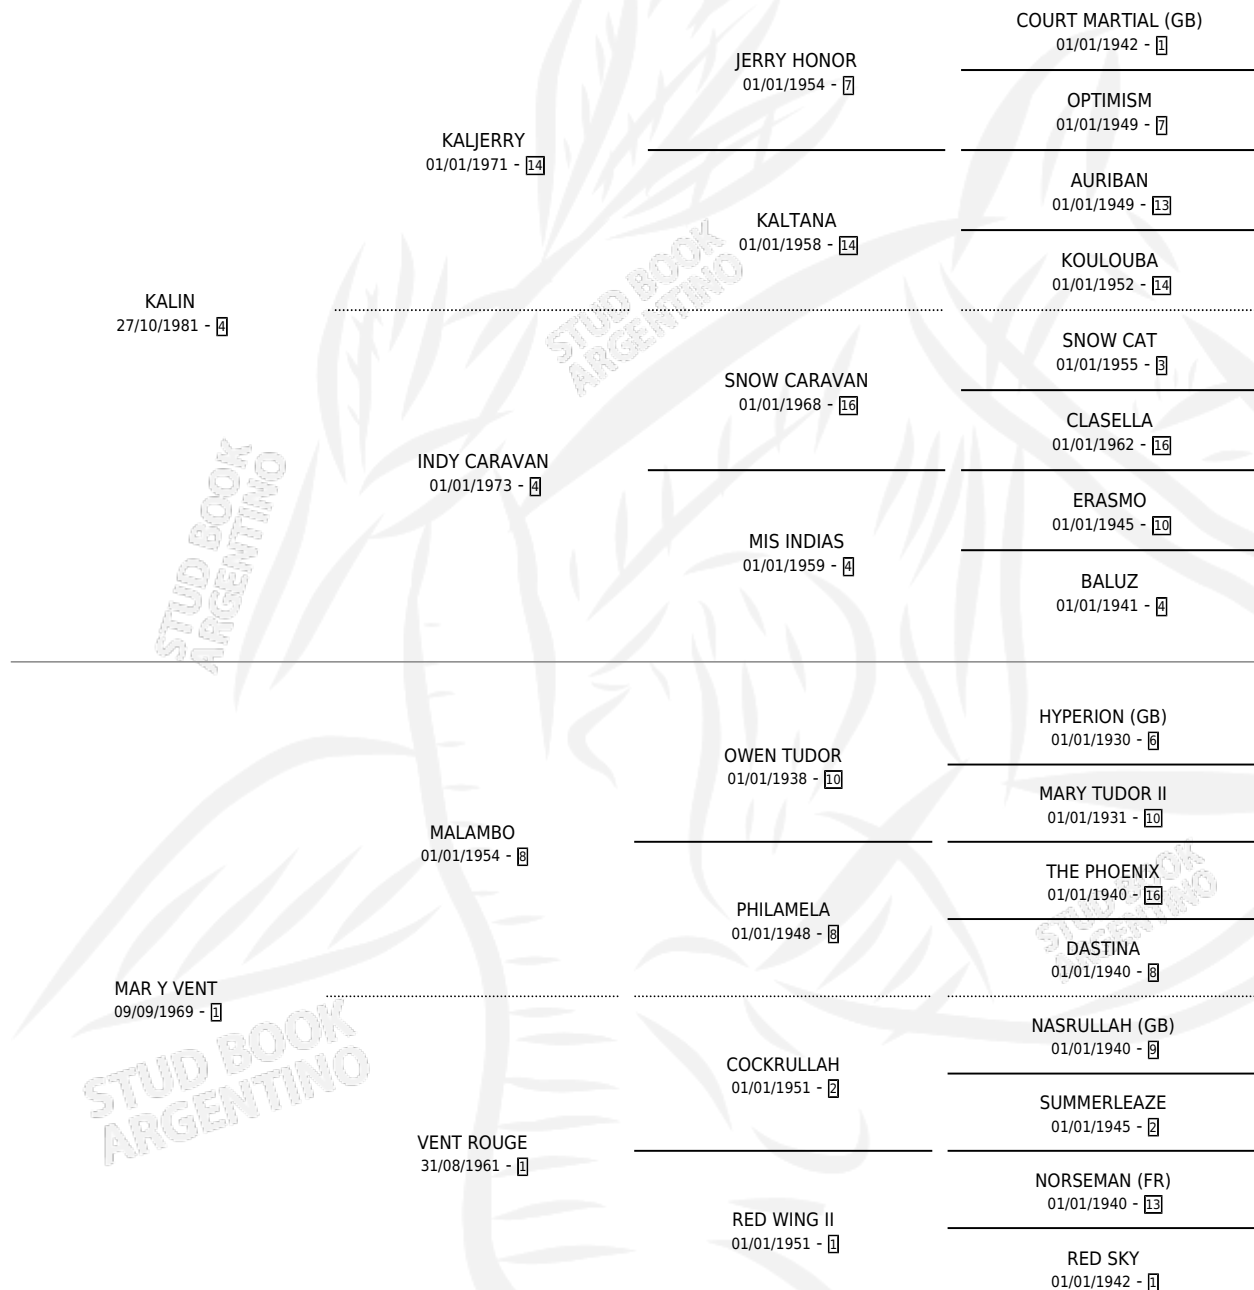 COURT MARTIAL (GB)
01/01/1942 - 1
JERRY HONOR
01/01/1954 - 7
OPTIMISM
01/01/1949 - 7
KALJERRY
01/01/1971 - 14
AURIBAN
01/01/1949 - 13
KALTANA
01/01/1958 - 14
KOULOUBA
01/01/1952 - 14
KALIN
27/10/1981 - 4
SNOW CAT
01/01/1955 - 3
SNOW CARAVAN
01/01/1968 - 16
CLASELLA
01/01/1962 - 16
INDY CARAVAN
01/01/1973 - 4
ERASMO
01/01/1945 - 10
MIS INDIAS
01/01/1959 - 4
BALUZ
01/01/1941 - 4
HYPERION (GB)
01/01/1930 - 6
OWEN TUDOR
01/01/1938 - 10
MARY TUDOR II
01/01/1931 - 10
MALAMBO
01/01/1954 - 8
THE PHOENIX
01/01/1940 - 16
PHILAMELA
01/01/1948 - 8
DASTINA
01/01/1940 - 8
MAR Y VENT
09/09/1969 - 1
NASRULLAH (GB)
01/01/1940 - 9
COCKRULLAH
01/01/1951 - 2
SUMMERLEAZE
01/01/1945 - 2
VENT ROUGE
31/08/1961 - 1
NORSEMAN (FR)
01/01/1940 - 13
RED WING II
01/01/1951 - 1
RED SKY
01/01/1942 - 1
STUD BOOK
ARGENTINO
STUD BOOK
ARGENTINO
STUD BOOK
ARGENTINO
STUD BOOK
ARGENTINO